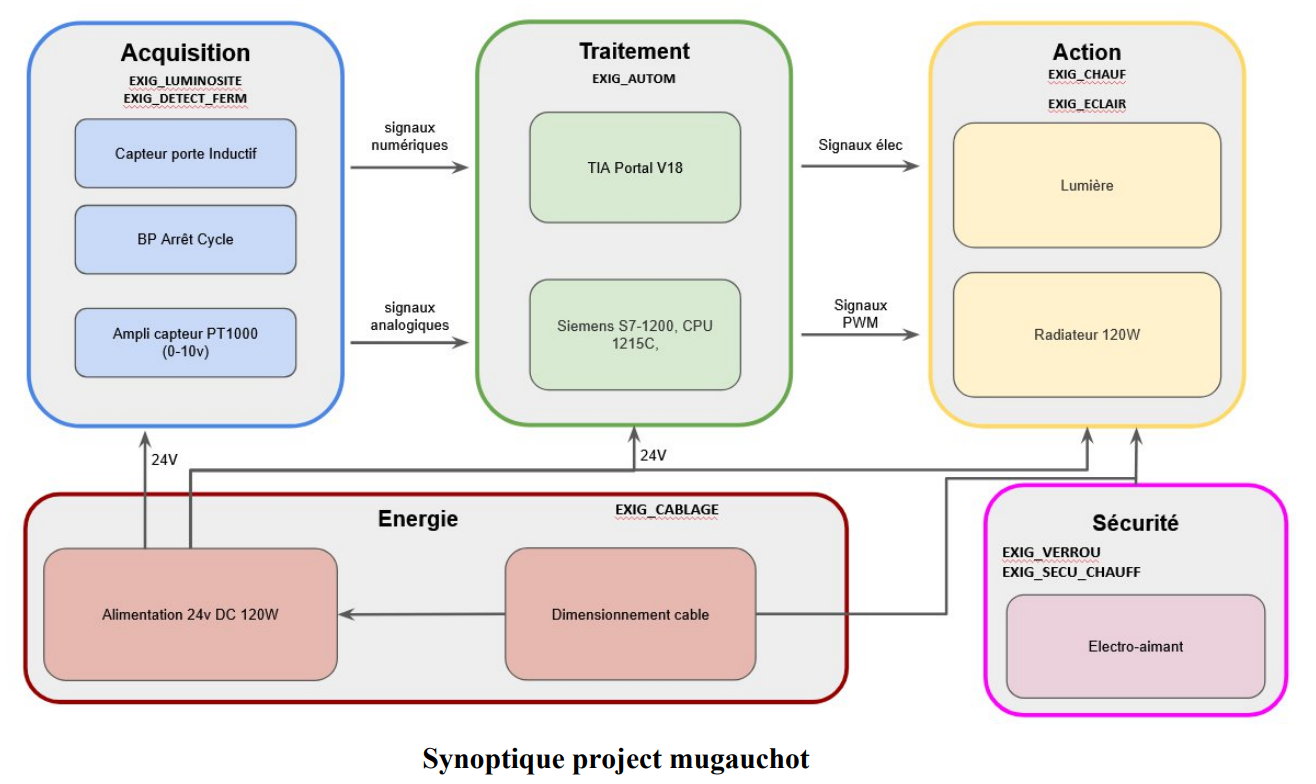 Acquisition
EXIG_LUMINOSITE
EXIG_DETECT_FERM
Capteur porte Inductif
BP Arrêt Cycle
Ampli capteur PT1000
(0-10v)
signaux
numériques
signaux
analogiques
Traitement
EXIG_AUTOM
TIA Portal V18
Siemens S7-1200, CPU
1215C,
Signaux élec
Signaux
PWM
Action
EXIG_CHAUF
EXIG_ECLAIR
Lumière
Radiateur 120W
24V
24V
Energie
EXIG_CABLAGE
Alimentation 24v DC 120W
Dimensionnement cable
Sécurité
EXIG_VERROU
EXIG_SECU_CHAUFF
Electro-aimant
Synoptique project mugauchot